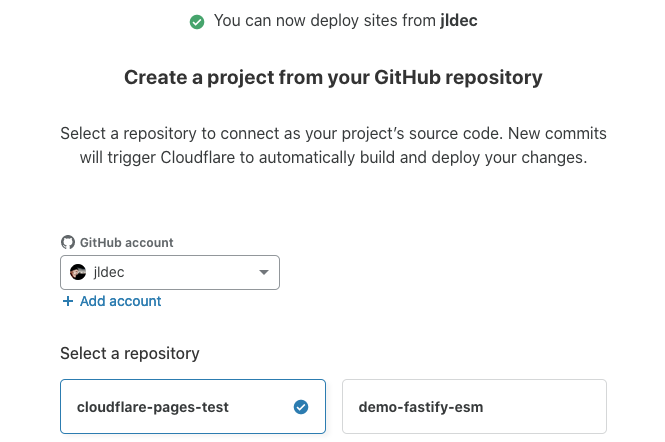 You can now deploy sites from jldec
Create a project from your GitHub repository
Select a repository to connect as your project's source code. New commits
will trigger Cloudflare to automatically build and deploy your changes.
GitHub account
jldec
+ Add account
Select a repository
cloudflare-pages-test
demo-fastify-esm